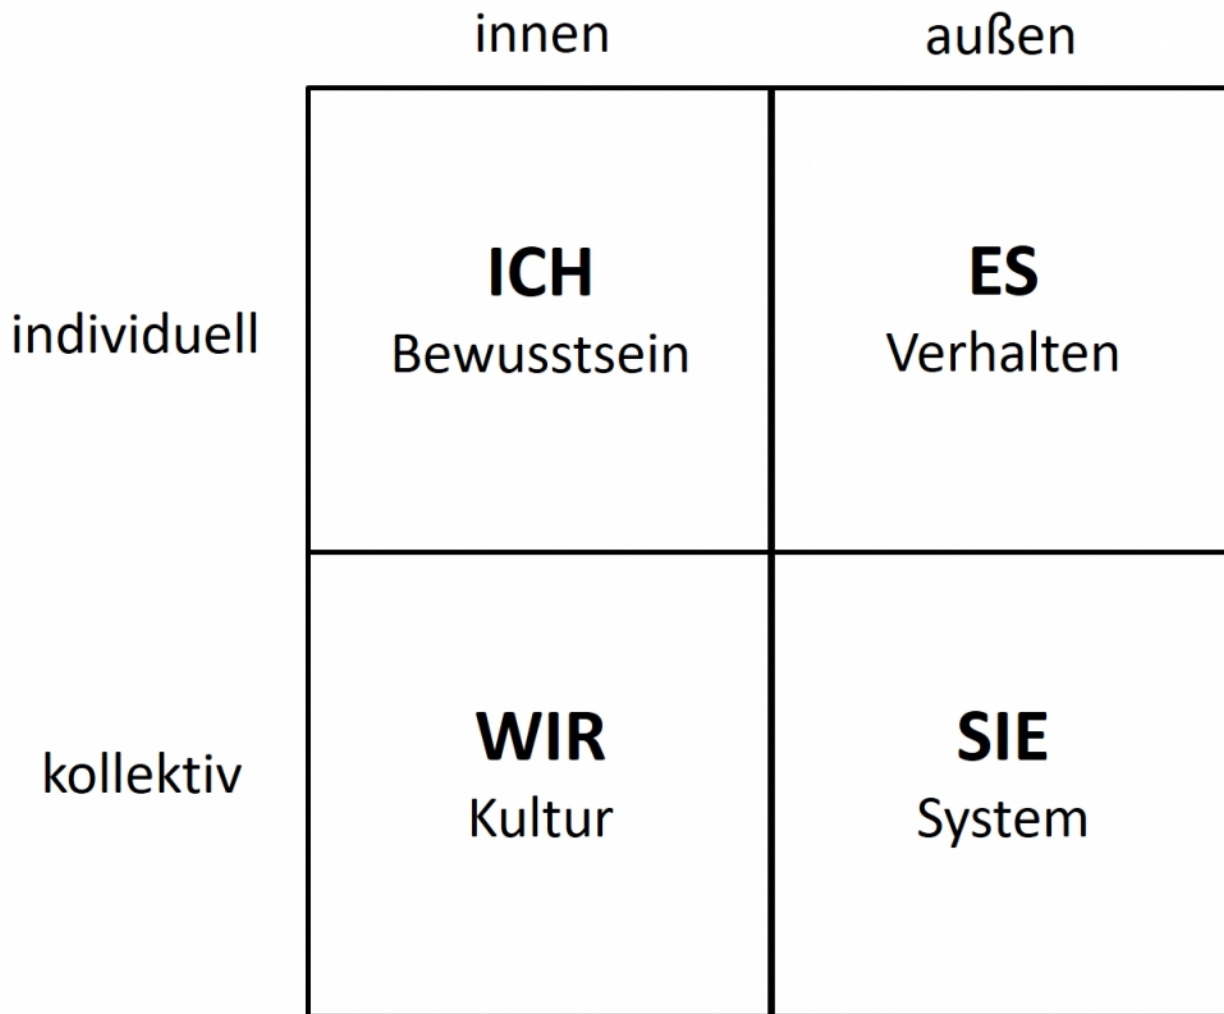 innen außen
individuell
ICH
Bewusstsein
ES
Verhalten
kollektiv
WIR
Kultur
SIE
System